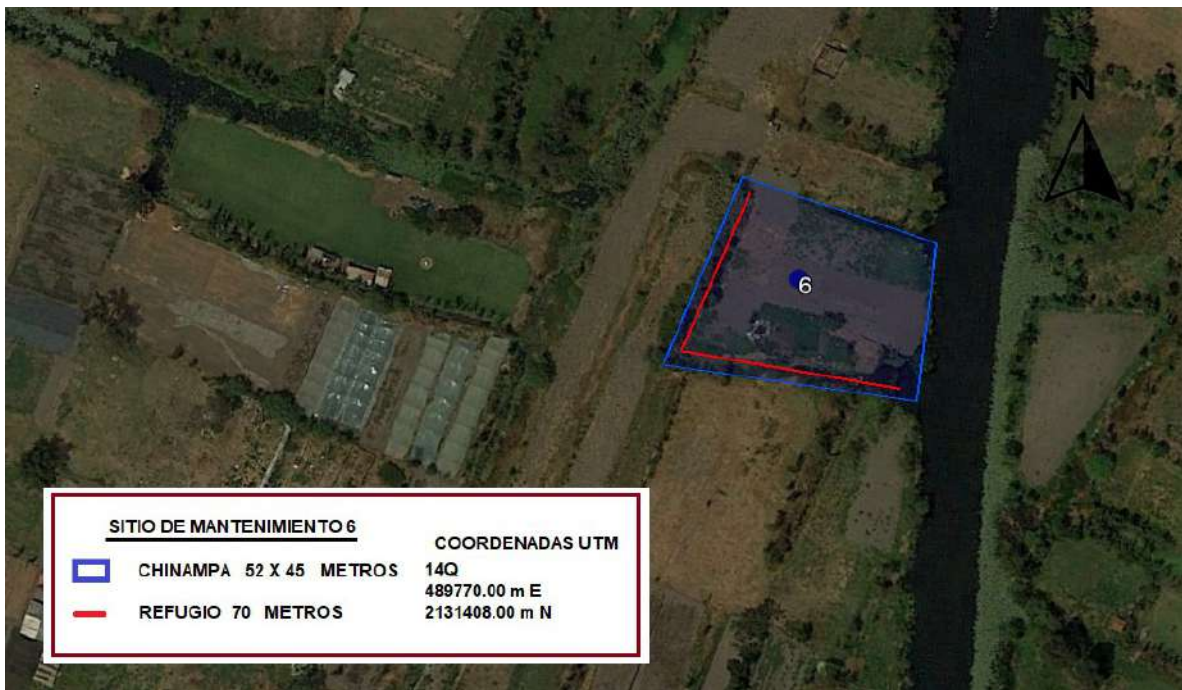 N
6
SITIO DE MANTENIMIENTO 6
COORDENADAS UTM
CHINAMPA 52 X 45 METROS
14Q
489770.00 m E
REFUGIO 70 METROS
2131408.00 m N